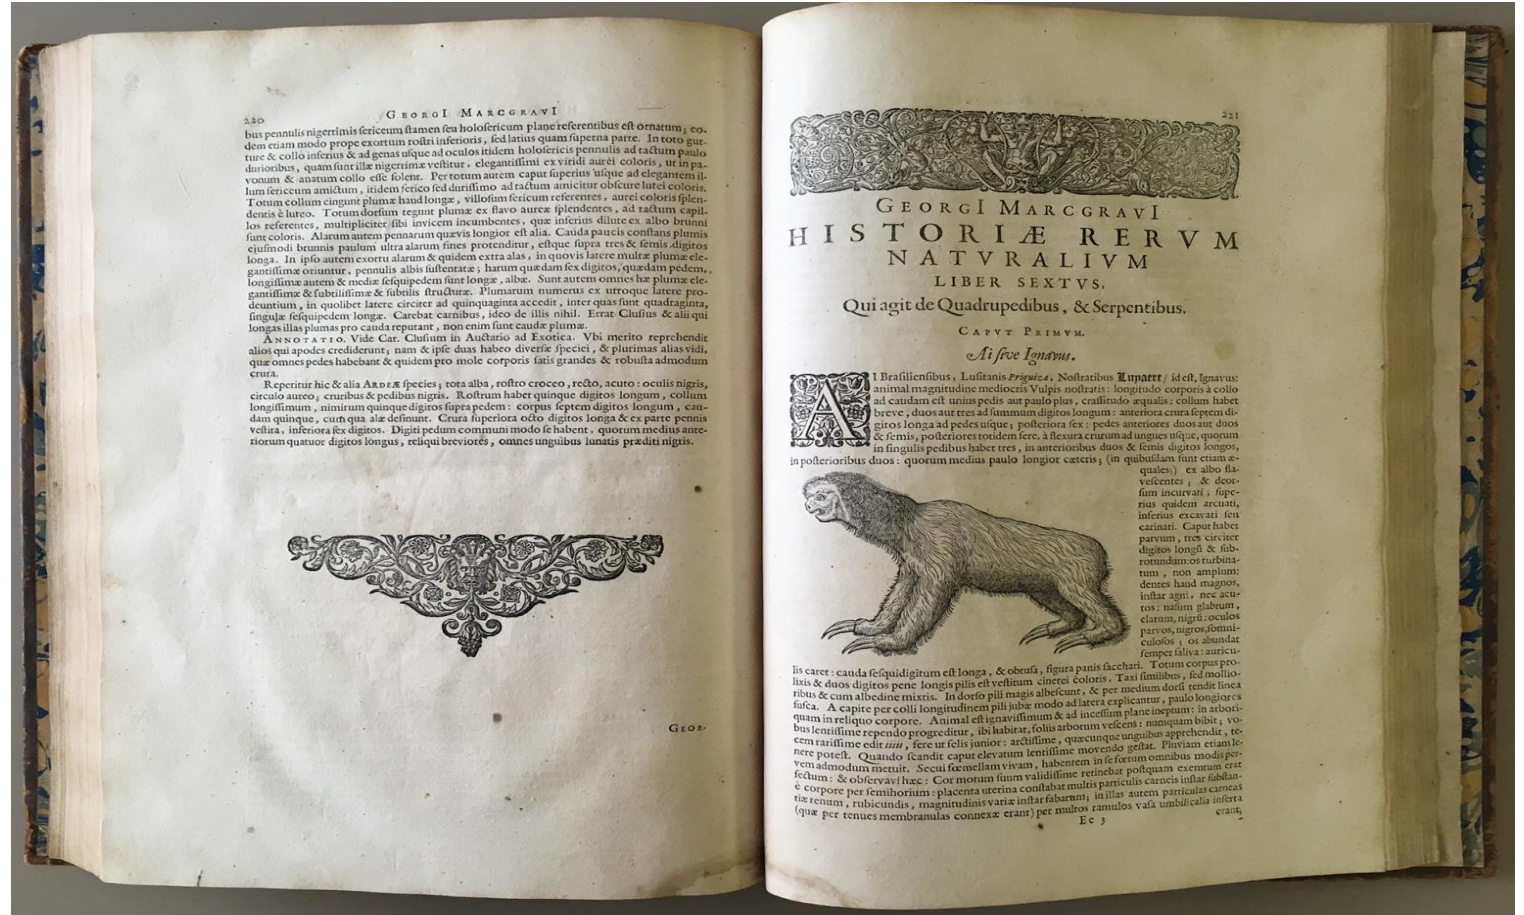 220
GEORGI MARCGRAVI
bus pennulis nigerrimis sericeum stamen seu holosericum plane referentibus est ornatum; eo-
dem etiam modo prope exortum rostri inferioris, sed latius quam superna parte. In toto gut-
ture & collo inferius & ad genas usque ad oculos itidem holosericis pennulis ad tactum paulo
durioribus, quam sunt illæ nigerrimæ vestitur, elegantissimi ex viridi aurei coloris, ut in pa-
vonum & anatum collo esse solent. Per totum autem caput superius usque ad elegantem il-
lum sericeum amictum, itidem serico sed durissimo ad tactum amicitur obscure lutei coloris.
Totum collum cingunt plumæ haud longæ, villosum sericum referentes, aurei coloris splen-
dentis è luteo. Totum dorsum tegunt plumæ ex flavo aureæ splendentes, ad tactum capil-
los referentes, multipliciter sibi invicem incumbentes, quæ inferius dilute ex albo brunni
sunt coloris. Alarum autem pennarum quævis longior est alia. Cauda paucis constans plumis
ejusmodi brunnis paulum ultra alarum fines protenditur, estque supra tres & semis digitos
longa. In ipso autem exortu alarum & quidem extra alas, in quovis latere multæ plumæ ele-
gantissimæ oriuntur, pennulis albis sustentatæ; harum quædam sex digitos, quædam pedem,
longissimæ autem & mediæ sesquipedem sunt longæ, albæ. Sunt autem omnes hæ plumæ ele-
gantissimæ & subtilissimæ & subtilis structuræ. Plumarum numerus ex utroque latere pro-
deuntium, in quolibet latere circiter ad quinquaginta accedit, inter quas sunt quadraginta,
singulæ sesquipedem longæ. Carebat carnibus, ideo de illis nihil. Errat Clusius & alii qui
longas illas plumas pro cauda reputant, non enim sunt caudæ plumæ.
ANNOTATIO. Vide Car. Clusium in Auctario ad Exotica. Vbi merito reprehendit
alios qui apodes crediderunt; nam & ipse duas habeo diversæ speciei, & plurimas alias vidi,
quæ omnes pedes habebant & quidem pro mole corporis satis grandes & robusta admodum
crura.
Reperitur hic & alia ARDEÆ species; tota alba, rostro croceo, recto, acuto: oculis nigris,
circulo aureo; cruribus & pedibus nigris. Rostrum habet quinque digitos longum, collum
longissimum, nimirum quinque digitos supra pedem: corpus septem digitos longum, cau-
dam quinque, cum qua alæ desinunt. Crura superiora octo digitos longa & ex parte pennis
vestita, inferiora sex digitos. Digiti pedum communi modo se habent, quorum medius ante-
riorum quatuor digitos longus, reliqui breviores, omnes unguibus lunatis præditi nigris.
GEOR-
221
GEORGI MARCGRAVI
HISTORIÆ RERVM
NATVRALIVM
LIBER SEXTVS,
Qui agit de Quadrupedibus, & Serpentibus.
CAPVT PRIMVM.
Ai sive Ignavus.
AI Brasiliensibus, Lusitanis Priguiza, Nostratibus Luyaert / id est, Ignavus:
animal magnitudine mediocris Vulpis nostratis: longitudo corporis à collo
ad caudam est unius pedis aut paulo plus, crassitudo æqualis: collum habet
breve, duos aut tres ad summum digitos longum: anteriora crura septem di-
gitos longa ad pedes usque; posteriora sex: pedes anteriores duos aut duos
& semis, posteriores totidem fere, à flexura crurum ad ungues usque, quorum
in singulis pedibus habet tres, in anterioribus duos & semis digitos longos,
in posterioribus duos: quorum medius paulo longior cæteris; (in quibusdam sunt etiam æ-
quales;) ex albo fla-
vescentes; & deor-
sum incurvati; supe-
rius quidem arcuati,
inferius excavati seu
carinati. Caput habet
parvum, tres circiter
digitos longū & sub-
rotundum: os turbina-
tum, non amplum:
dentes haud magnos,
instar agni, nec acu-
tos: nasum glabrum,
elatum, nigrū: oculos
parvos, nigros, somni-
culosos; os abundat
semper saliva: auricu-
lis caret: cauda sesquidigitum est longa, & obtusa, figura panis sacchari. Totum corpus pro-
lixis & duos digitos pene longis pilis est vestitum cinerei coloris. Taxi similibus, sed mollio-
ribus & cum albedine mixtis. In dorso pili magis albescunt, & per medium dorsi tendit linea
fusca. A capite per colli longitudinem pili jubæ modo ad latera explicantur, paulo longiores
quam in reliquo corpore. Animal est ignavissimum & ad incessum plane ineptum: in arbori-
bus lentissime rependo progreditur, ibi habitat, foliis arborum vescens: numquam bibit; vo-
cem rarissime edit iiiii, fere ut felis junior: arctissime, quæcunque unguibus apprehendit, te-
nere potest. Quando scandit caput elevatum lentissime movendo gestat. Pluviam etiam le-
vem admodum metuit. Secui fœmellam vivam, habentem in se fœtum omnibus modis per-
fectum: & observavi hæc: Cor motum suum validissime retinebat postquam exemtum erat
è corpore per semihorium: placenta uterina constabat multis particulis carneis instar substan-
tiæ renum, rubicundis, magnitudinis variæ instar fabarum; in illas autem particulas carneas
(quæ per tenues membranulas connexæ erant) per multos ramulos vasa umbilicalia inserta
Ee 3
erant,